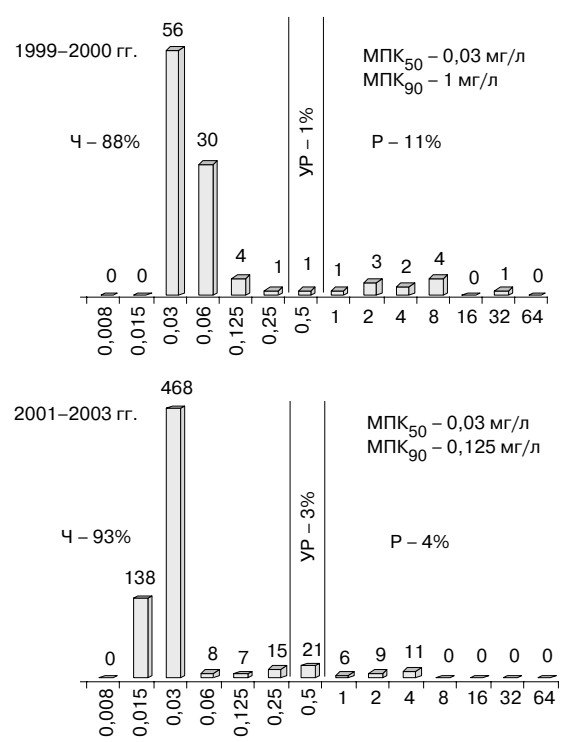 56
1999–2000 гг.
МПК50 – 0,03 мг/л
МПК90 – 1 мг/л
Ч – 88%
30
УР – 1%
Р – 11%
0 0 4 1 1 1 3 2 4 0 1 0
0,008 0,015 0,03 0,06 0,125 0,25 0,5 1 2 4 8 16 32 64
468
2001–2003 гг.
МПК50 – 0,03 мг/л
МПК90 – 0,125 мг/л
Ч – 93%
УР – 3%
Р – 4%
138
0 8 7 15 21 6 9 11 0 0 0 0
0,008 0,015 0,03 0,06 0,125 0,25 0,5 1 2 4 8 16 32 64